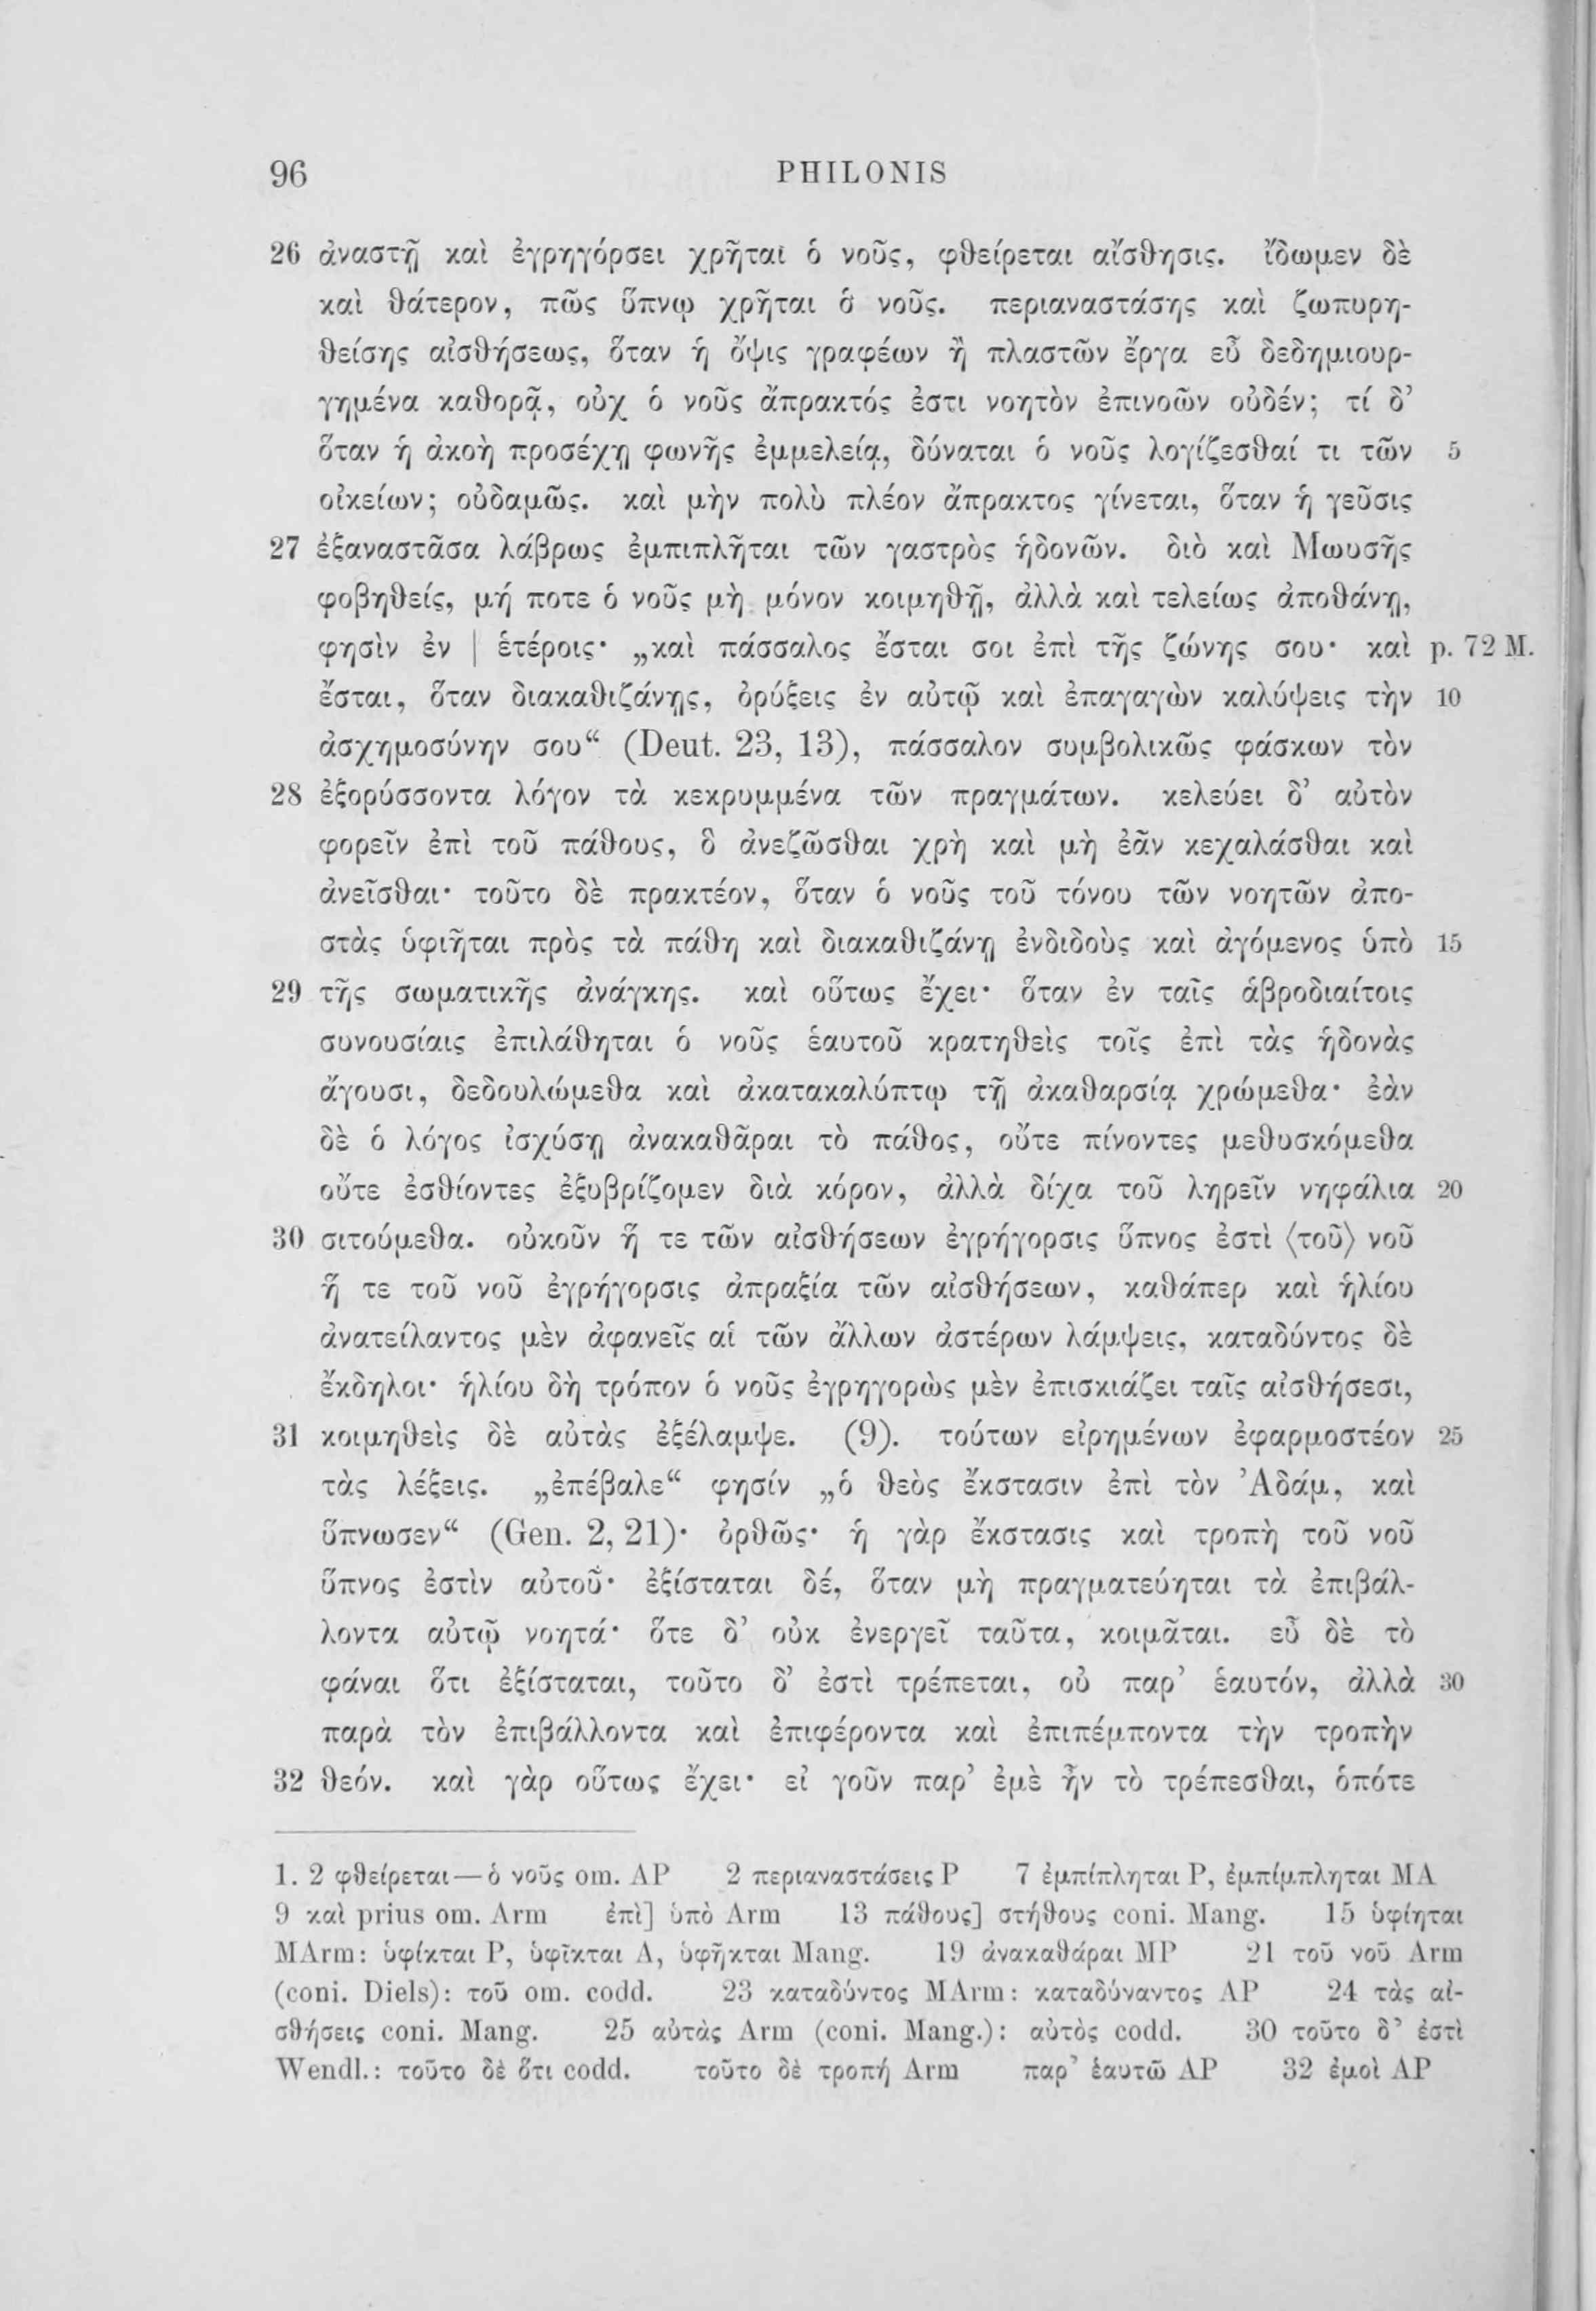 96 PHILONIS
26 ἀναστῇ καὶ ἐγρηγόρσει χρῆται ὁ νοῦς, φθείρεται αἴσθησις. ἴδωμεν δὲ
καὶ θάτερον, πῶς ὕπνῳ χρῆται ὁ νοῦς. περιαναστάσης καὶ ζωπυρη-
θείσης αἰσθήσεως, ὅταν ἡ ὄψις γραφέων ἢ πλαστῶν ἔργα εὖ δεδημιουρ-
γημένα καθορᾷ, οὐχ ὁ νοῦς ἄπρακτός ἐστι νοητὸν ἐπινοῶν οὐδέν; τί δ’
ὅταν ἡ ἀκοὴ προσέχῃ φωνῆς ἐμμελείᾳ, δύναται ὁ νοῦς λογίζεσθαί τι τῶν 5
οἰκείων; οὐδαμῶς. καὶ μὴν πολὺ πλέον ἄπρακτος γίνεται, ὅταν ἡ γεῦσις
27 ἐξαναστᾶσα λάβρως ἐμπιπλῆται τῶν γαστρὸς ἡδονῶν. διὸ καὶ Μωυσῆς
φοβηθείς, μή ποτε ὁ νοῦς μὴ μόνον κοιμηθῇ, ἀλλὰ καὶ τελείως ἀποθάνῃ,
φησὶν ἐν | ἑτέροις· „καὶ πάσσαλος ἔσται σοι ἐπὶ τῆς ζώνης σου· καὶ p. 72 M.
ἔσται, ὅταν διακαθιζάνῃς, ὀρύξεις ἐν αὐτῷ καὶ ἐπαγαγὼν καλύψεις τὴν 10
ἀσχημοσύνην σου“ (Deut. 23, 13), πάσσαλον συμβολικῶς φάσκων τὸν
28 ἐξορύσσοντα λόγον τὰ κεκρυμμένα τῶν πραγμάτων. κελεύει δ’ αὐτὸν
φορεῖν ἐπὶ τοῦ πάθους, ὃ ἀνεζῶσθαι χρὴ καὶ μὴ ἐᾶν κεχαλάσθαι καὶ
ἀνεῖσθαι· τοῦτο δὲ πρακτέον, ὅταν ὁ νοῦς τοῦ τόνου τῶν νοητῶν ἀπο-
στὰς ὑφιῆται πρὸς τὰ πάθη καὶ διακαθιζάνῃ ἐνδιδοὺς καὶ ἀγόμενος ὑπὸ 15
29 τῆς σωματικῆς ἀνάγκης. καὶ οὕτως ἔχει· ὅταν ἐν ταῖς ἁβροδιαίτοις
συνουσίαις ἐπιλάθηται ὁ νοῦς ἑαυτοῦ κρατηθεὶς τοῖς ἐπὶ τὰς ἡδονὰς
ἄγουσι, δεδουλώμεθα καὶ ἀκατακαλύπτῳ τῇ ἀκαθαρσίᾳ χρώμεθα· ἐὰν
δὲ ὁ λόγος ἰσχύσῃ ἀνακαθᾶραι τὸ πάθος, οὔτε πίνοντες μεθυσκόμεθα
οὔτε ἐσθίοντες ἐξυβρίζομεν διὰ κόρον, ἀλλὰ δίχα τοῦ ληρεῖν νηφάλια 20
30 σιτούμεθα. οὐκοῦν ἥ τε τῶν αἰσθήσεων ἐγρήγορσις ὕπνος ἐστὶ ⟨τοῦ⟩ νοῦ
ἥ τε τοῦ νοῦ ἐγρήγορσις ἀπραξία τῶν αἰσθήσεων, καθάπερ καὶ ἡλίου
ἀνατείλαντος μὲν ἀφανεῖς αἱ τῶν ἄλλων ἀστέρων λάμψεις, καταδύντος δὲ
ἔκδηλοι· ἡλίου δὴ τρόπον ὁ νοῦς ἐγρηγορὼς μὲν ἐπισκιάζει ταῖς αἰσθήσεσι,
31 κοιμηθεὶς δὲ αὐτὰς ἐξέλαμψε. (9). τούτων εἰρημένων ἐφαρμοστέον 25
τὰς λέξεις. „ἐπέβαλε“ φησίν „ὁ θεὸς ἔκστασιν ἐπὶ τὸν Ἀδάμ, καὶ
ὕπνωσεν“ (Gen. 2, 21)· ὀρθῶς· ἡ γὰρ ἔκστασις καὶ τροπὴ τοῦ νοῦ
ὕπνος ἐστὶν αὐτοῦ· ἐξίσταται δέ, ὅταν μὴ πραγματεύηται τὰ ἐπιβάλ-
λοντα αὐτῷ νοητά· ὅτε δ’ οὐκ ἐνεργεῖ ταῦτα, κοιμᾶται. εὖ δὲ τὸ
φάναι ὅτι ἐξίσταται, τοῦτο δ’ ἐστὶ τρέπεται, οὐ παρ’ ἑαυτόν, ἀλλὰ 30
παρὰ τὸν ἐπιβάλλοντα καὶ ἐπιφέροντα καὶ ἐπιπέμποντα τὴν τροπὴν
32 θεόν. καὶ γὰρ οὕτως ἔχει· εἰ γοῦν παρ’ ἐμὲ ἦν τὸ τρέπεσθαι, ὁπότε
1. 2 φθείρεται — ὁ νοῦς om. AP 2 περιαναστάσεις P 7 ἐμπίπληται P, ἐμπίμπληται MA
9 καὶ prius om. Arm ἐπὶ] ὑπὸ Arm 13 πάθους] στήθους coni. Mang. 15 ὑφίηται
MArm: ὑφίκται P, ὑφῖκται A, ὑφῆκται Mang. 19 ἀνακαθάραι MP 21 τοῦ νοῦ Arm
(coni. Diels): τοῦ om. codd. 23 καταδύντος MArm: καταδύναντος AP 24 τὰς αἰ-
σθήσεις coni. Mang. 25 αὐτὰς Arm (coni. Mang.): αὐτὸς codd. 30 τοῦτο δ’ ἐστὶ
Wendl.: τοῦτο δὲ ὅτι codd. τοῦτο δὲ τροπή Arm παρ’ ἑαυτῶ AP 32 ἐμοὶ AP